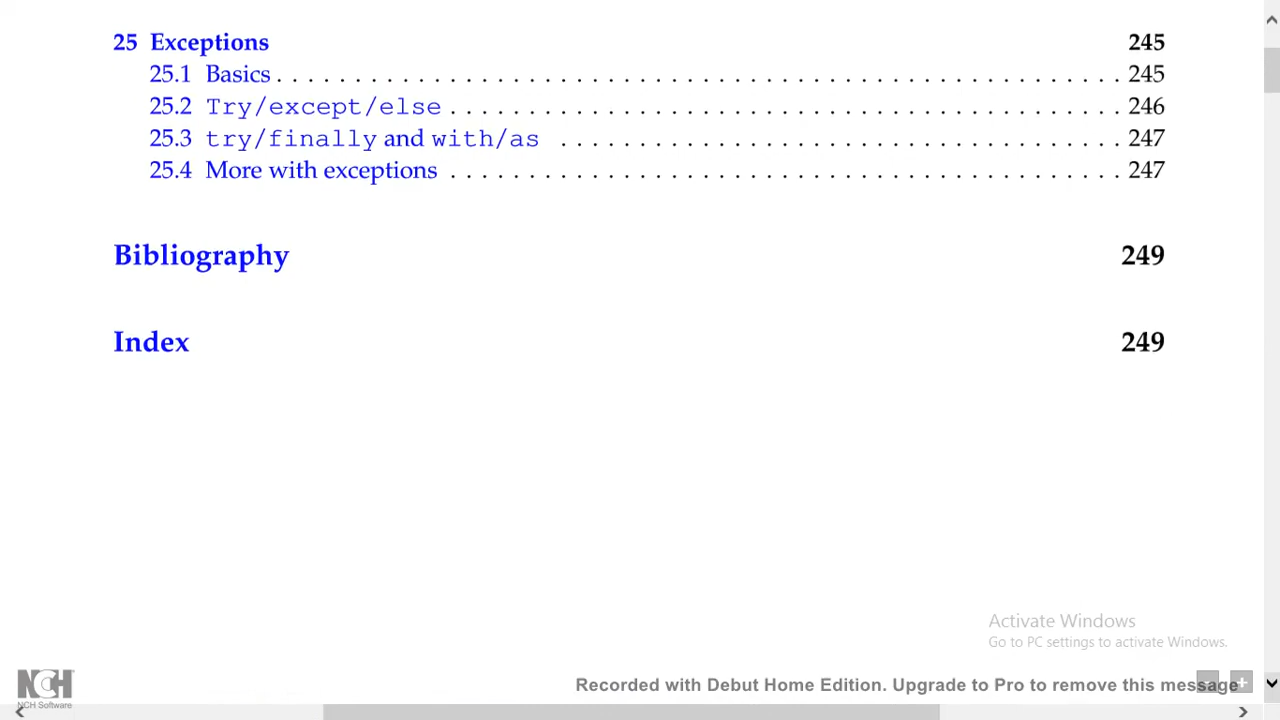 25 Exceptions 245
25.1 Basics . . . . . . . . . . . . . . . . . . . . . . . . . . . . . . . . . . . . . . . . . . . . . . . . . . . . . . 245
25.2 Try/except/else . . . . . . . . . . . . . . . . . . . . . . . . . . . . . . . . . . . . . . . . . . . 246
25.3 try/finally and with/as . . . . . . . . . . . . . . . . . . . . . . . . . . . . . . . . . . . . 247
25.4 More with exceptions . . . . . . . . . . . . . . . . . . . . . . . . . . . . . . . . . . . . . . . . . . . 247
Bibliography 249
Index 249
Activate Windows
Go to PC settings to activate Windows.
NCH
NCH Software
Recorded with Debut Home Edition. Upgrade to Pro to remove this message